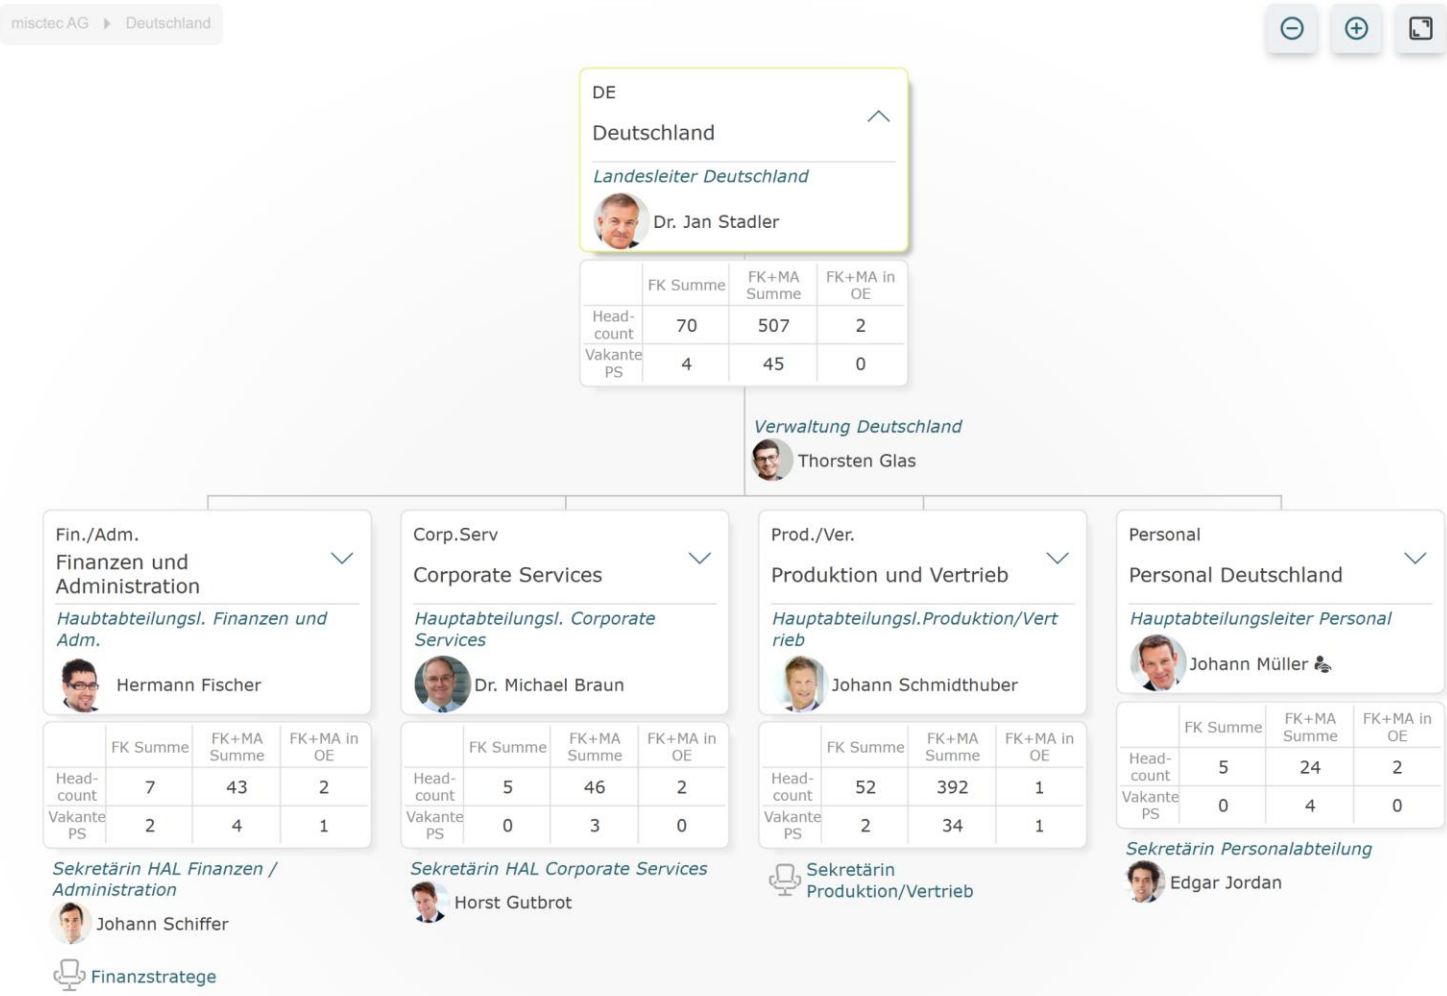 misctec AG Deutschland
DE
Deutschland
Landesleiter Deutschland
Dr. Jan Stadler
FK Summe FK+MA Summe FK+MA in OE
Head-count 70 507 2
Vakante PS 4 45 0
Verwaltung Deutschland
Thorsten Glas
Fin./Adm.
Finanzen und
Administration
Haubtabteilungsl. Finanzen und
Adm.
Hermann Fischer
FK Summe FK+MA Summe FK+MA in OE
Head-count 7 43 2
Vakante PS 2 4 1
Sekretärin HAL Finanzen /
Administration
Johann Schiffer
Finanzstratege
Corp.Serv
Corporate Services
Hauptabteilungsl. Corporate
Services
Dr. Michael Braun
FK Summe FK+MA Summe FK+MA in OE
Head-count 5 46 2
Vakante PS 0 3 0
Sekretärin HAL Corporate Services
Horst Gutbrot
Prod./Ver.
Produktion und Vertrieb
Hauptabteilungsl.Produktion/Vert
rieb
Johann Schmidthuber
FK Summe FK+MA Summe FK+MA in OE
Head-count 52 392 1
Vakante PS 2 34 1
Sekretärin
Produktion/Vertrieb
Personal
Personal Deutschland
Hauptabteilungsleiter Personal
Johann Müller
FK Summe FK+MA Summe FK+MA in OE
Head-count 5 24 2
Vakante PS 0 4 0
Sekretärin Personalabteilung
Edgar Jordan